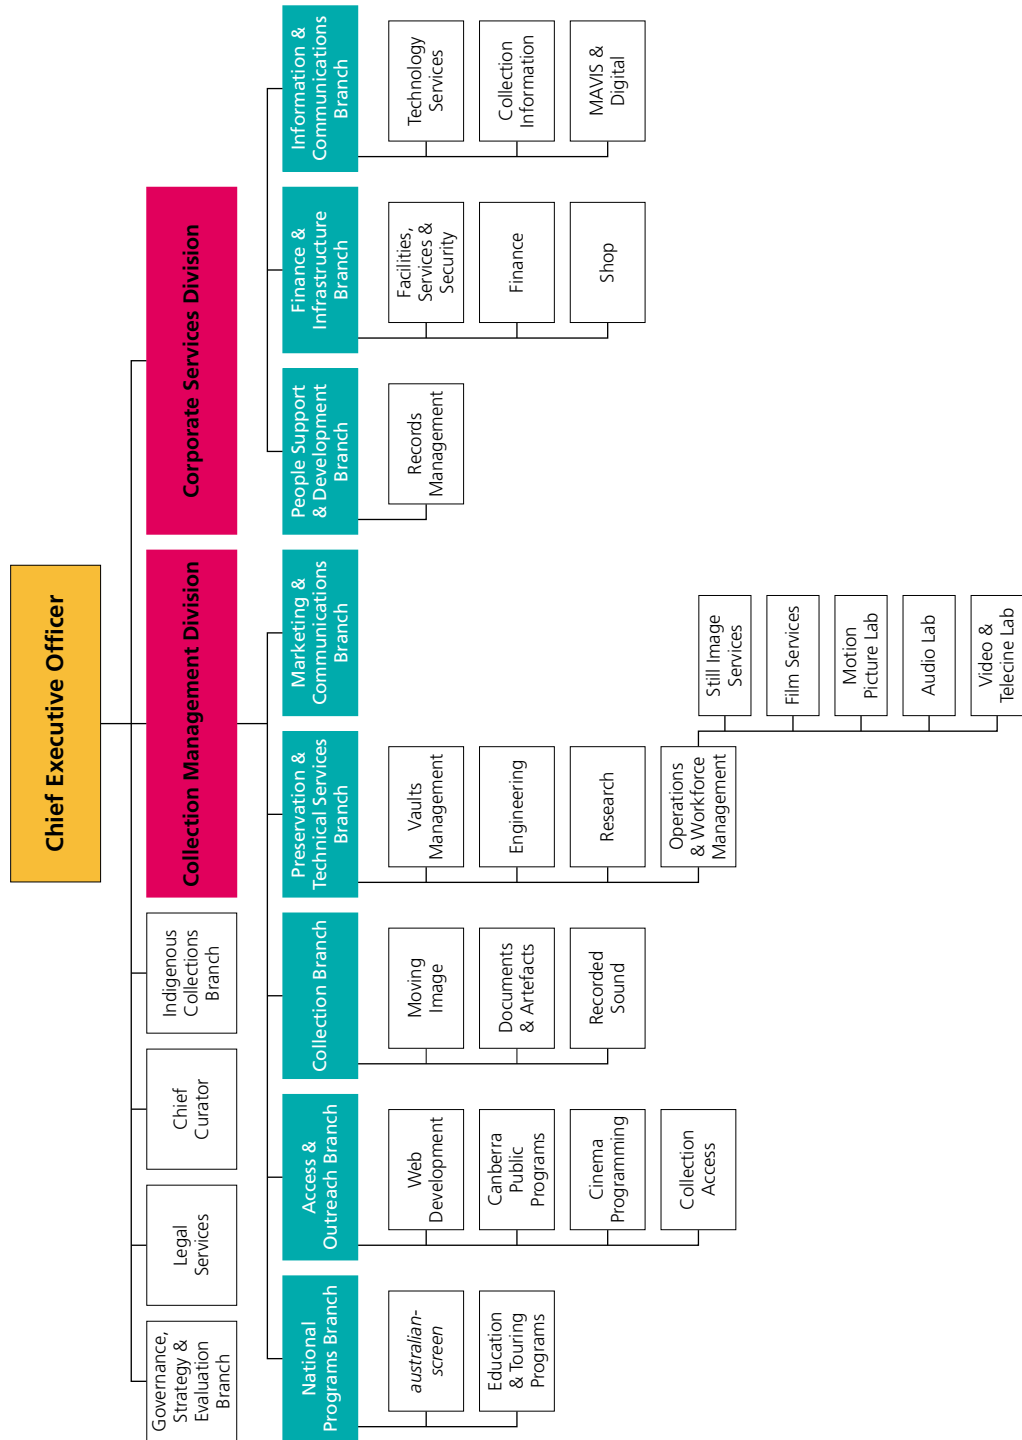 Chief Executive Officer
Governance,
Strategy &
Evaluation
Branch
Legal
Services
Chief
Curator
Indigenous
Collections
Branch
Collection Management Division
Corporate Services Division
National
Programs Branch
Access &
Outreach Branch
Collection Branch
Preservation &
Technical Services
Branch
Marketing &
Communications
Branch
People Support
& Development
Branch
Finance &
Infrastructure
Branch
Information &
Communications
Branch
australian-
screen
Education
& Touring
Programs
Web
Development
Canberra
Public
Programs
Cinema
Programming
Collection
Access
Moving
Image
Documents
& Artefacts
Recorded
Sound
Vaults
Management
Engineering
Research
Operations
& Workforce
Management
Still Image
Services
Film Services
Motion
Picture Lab
Audio Lab
Video &
Telecine Lab
Records
Management
Facilities,
Services &
Security
Finance
Shop
Technology
Services
Collection
Information
MAVIS &
Digital